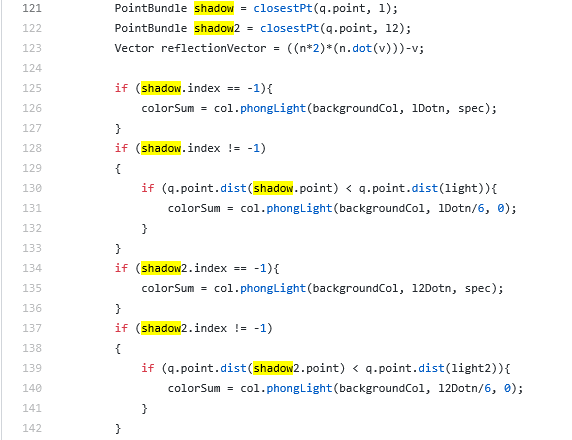 121 PointBundle shadow = closestPt(q.point, l);
122 PointBundle shadow2 = closestPt(q.point, l2);
123 Vector reflectionVector = ((n*2)*(n.dot(v)))-v;
124
125 if (shadow.index == -1){
126 colorSum = col.phongLight(backgroundCol, lDotn, spec);
127 }
128 if (shadow.index != -1)
129 {
130 if (q.point.dist(shadow.point) < q.point.dist(light)){
131 colorSum = col.phongLight(backgroundCol, lDotn/6, 0);
132 }
133 }
134 if (shadow2.index == -1){
135 colorSum = col.phongLight(backgroundCol, l2Dotn, spec);
136 }
137 if (shadow2.index != -1)
138 {
139 if (q.point.dist(shadow2.point) < q.point.dist(light2)){
140 colorSum = col.phongLight(backgroundCol, l2Dotn/6, 0);
141 }
142 }